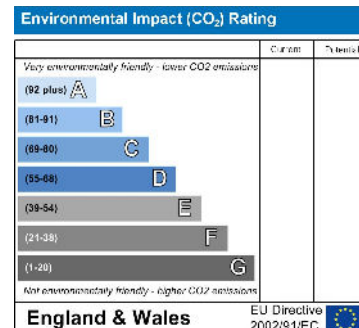 Environmental Impact (CO₂) Rating
Current Potential
Very environmentally friendly - lower CO2 emissions
(92 plus) A
(81-91) B
(69-80) C
(55-68) D
(39-54) E
(21-38) F
(1-20) G
Not environmentally friendly - higher CO2 emissions
England & Wales
EU Directive
2002/91/EC